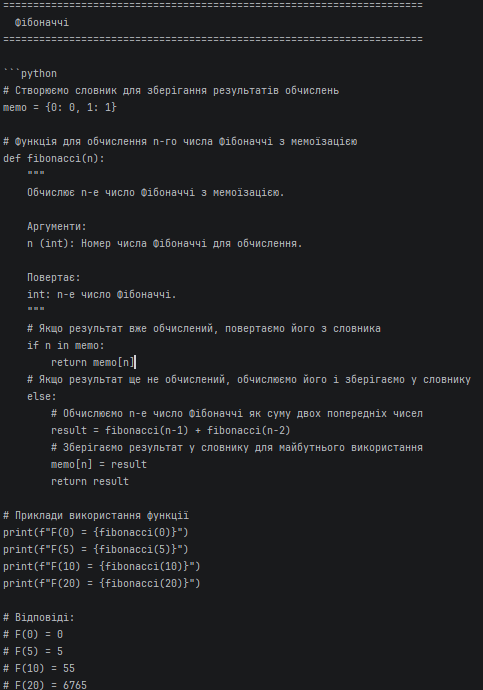 ======================================================================
  Фібоначчі
======================================================================

```python
# Створюємо словник для зберігання результатів обчислень
memo = {0: 0, 1: 1}

# Функція для обчислення n-го числа Фібоначчі з мемоїзацією
def fibonacci(n):
    """
    Обчислює n-е число Фібоначчі з мемоїзацією.

    Аргументи:
    n (int): Номер числа Фібоначчі для обчислення.

    Повертає:
    int: n-е число Фібоначчі.
    """
    # Якщо результат вже обчислений, повертаємо його з словника
    if n in memo:
        return memo[n]
    # Якщо результат ще не обчислений, обчислюємо його і зберігаємо у словнику
    else:
        # Обчислюємо n-е число Фібоначчі як суму двох попередніх чисел
        result = fibonacci(n-1) + fibonacci(n-2)
        # Зберігаємо результат у словнику для майбутнього використання
        memo[n] = result
        return result

# Приклади використання функції
print(f"F(0) = {fibonacci(0)}")
print(f"F(5) = {fibonacci(5)}")
print(f"F(10) = {fibonacci(10)}")
print(f"F(20) = {fibonacci(20)}")

# Відповіді:
# F(0) = 0
# F(5) = 5
# F(10) = 55
# F(20) = 6765